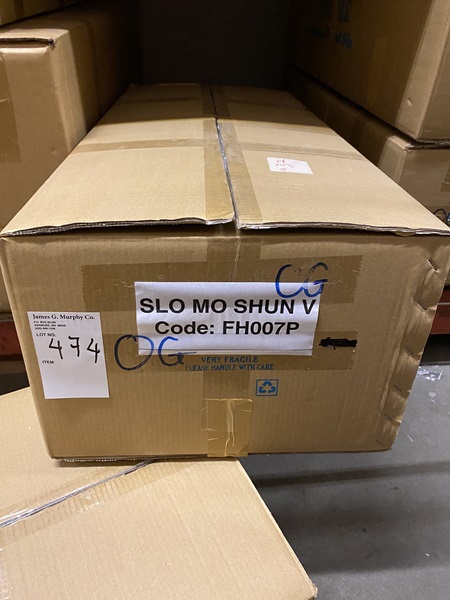 OG
SLO MO SHUN V
Code: FH007P
James G. Murphy Co.
LOT NO.
474
ITEM
OG
VERY FRAGILE
PLEASE HANDLE WITH CARE